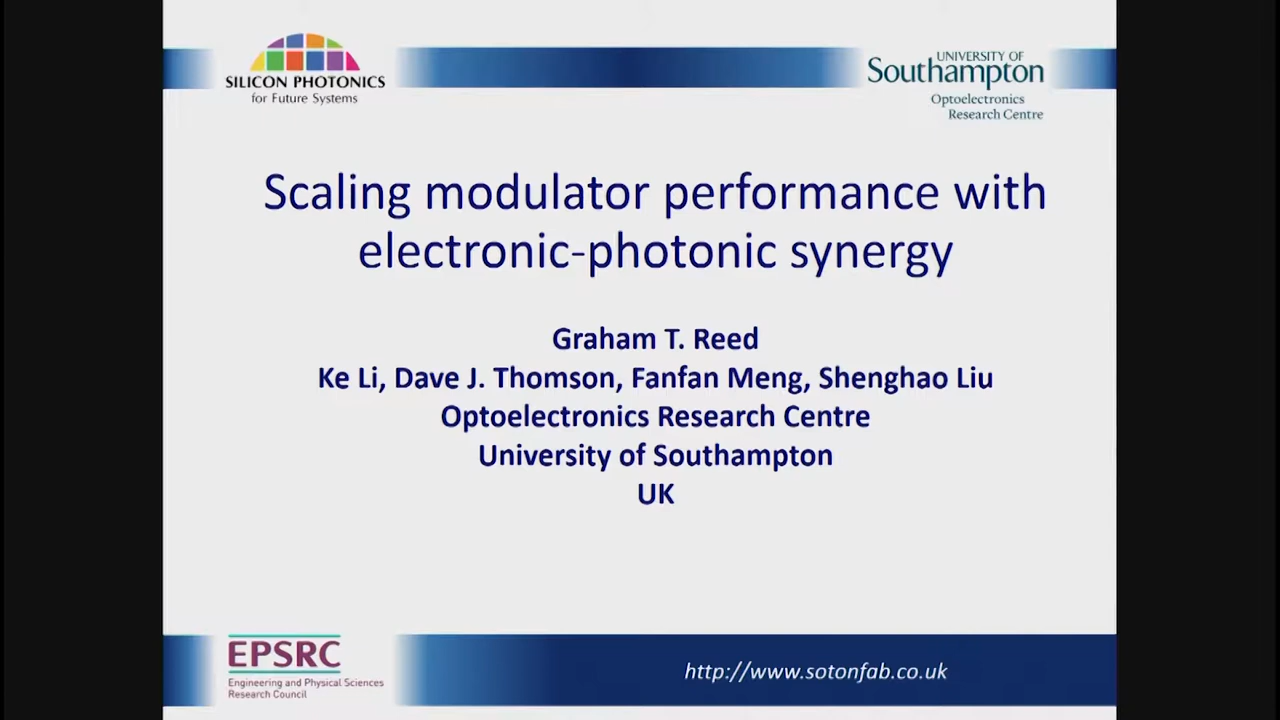 SILICON PHOTONICS
for Future Systems
UNIVERSITY OF
Southampton
Optoelectronics
Research Centre
Scaling modulator performance with
electronic-photonic synergy
Graham T. Reed
Ke Li, Dave J. Thomson, Fanfan Meng, Shenghao Liu
Optoelectronics Research Centre
University of Southampton
UK
EPSRC
Engineering and Physical Sciences
Research Council
http://www.sotonfab.co.uk